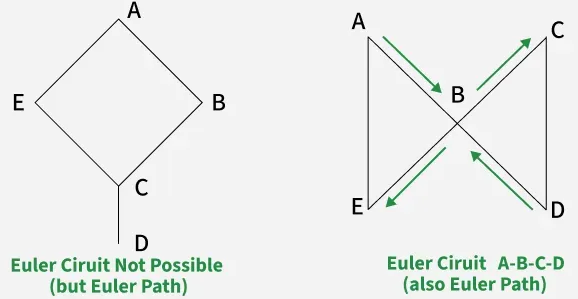 A
E
B
C
D
Euler Ciruit Not Possible
(but Euler Path)
A
C
B
E
D
Euler Ciruit A-B-C-D
(also Euler Path)